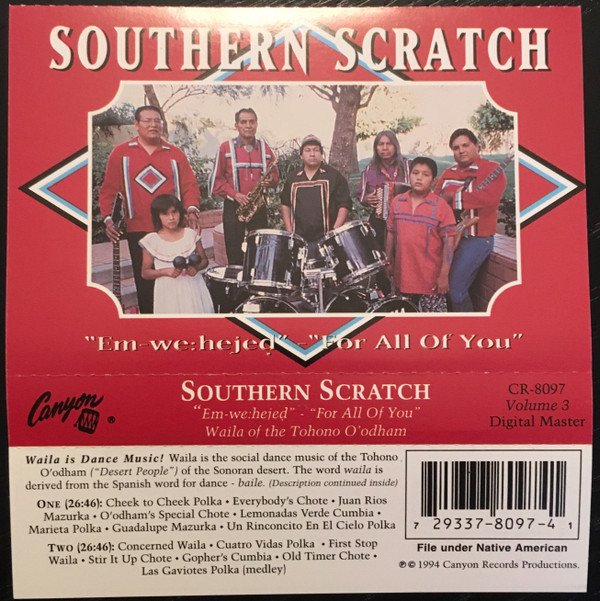 SOUTHERN SCRATCH
"Em-we:hejeḍ" - "For All Of You"
Canyon ®
SOUTHERN SCRATCH
"Em-we:hejed" - "For All Of You"
Waila of the Tohono O'odham
CR-8097
Volume 3
Digital Master
Waila is Dance Music! Waila is the social dance music of the Tohono
O'odham ("Desert People") of the Sonoran desert. The word waila is
derived from the Spanish word for dance - baile. (Description continued inside)
ONE (26:46): Cheek to Cheek Polka • Everybody's Chote • Juan Rios
Mazurka • O'odham's Special Chote • Lemonadas Verde Cumbia •
Marieta Polka • Guadalupe Mazurka • Un Rinconcito En El Cielo Polka
TWO (26:46): Concerned Waila • Cuatro Vidas Polka • First Stop
Waila • Stir It Up Chote • Gopher's Cumbia • Old Timer Chote •
Las Gaviotes Polka (medley)
7 29337-8097-4 1
File under Native American
℗ © 1994 Canyon Records Productions.